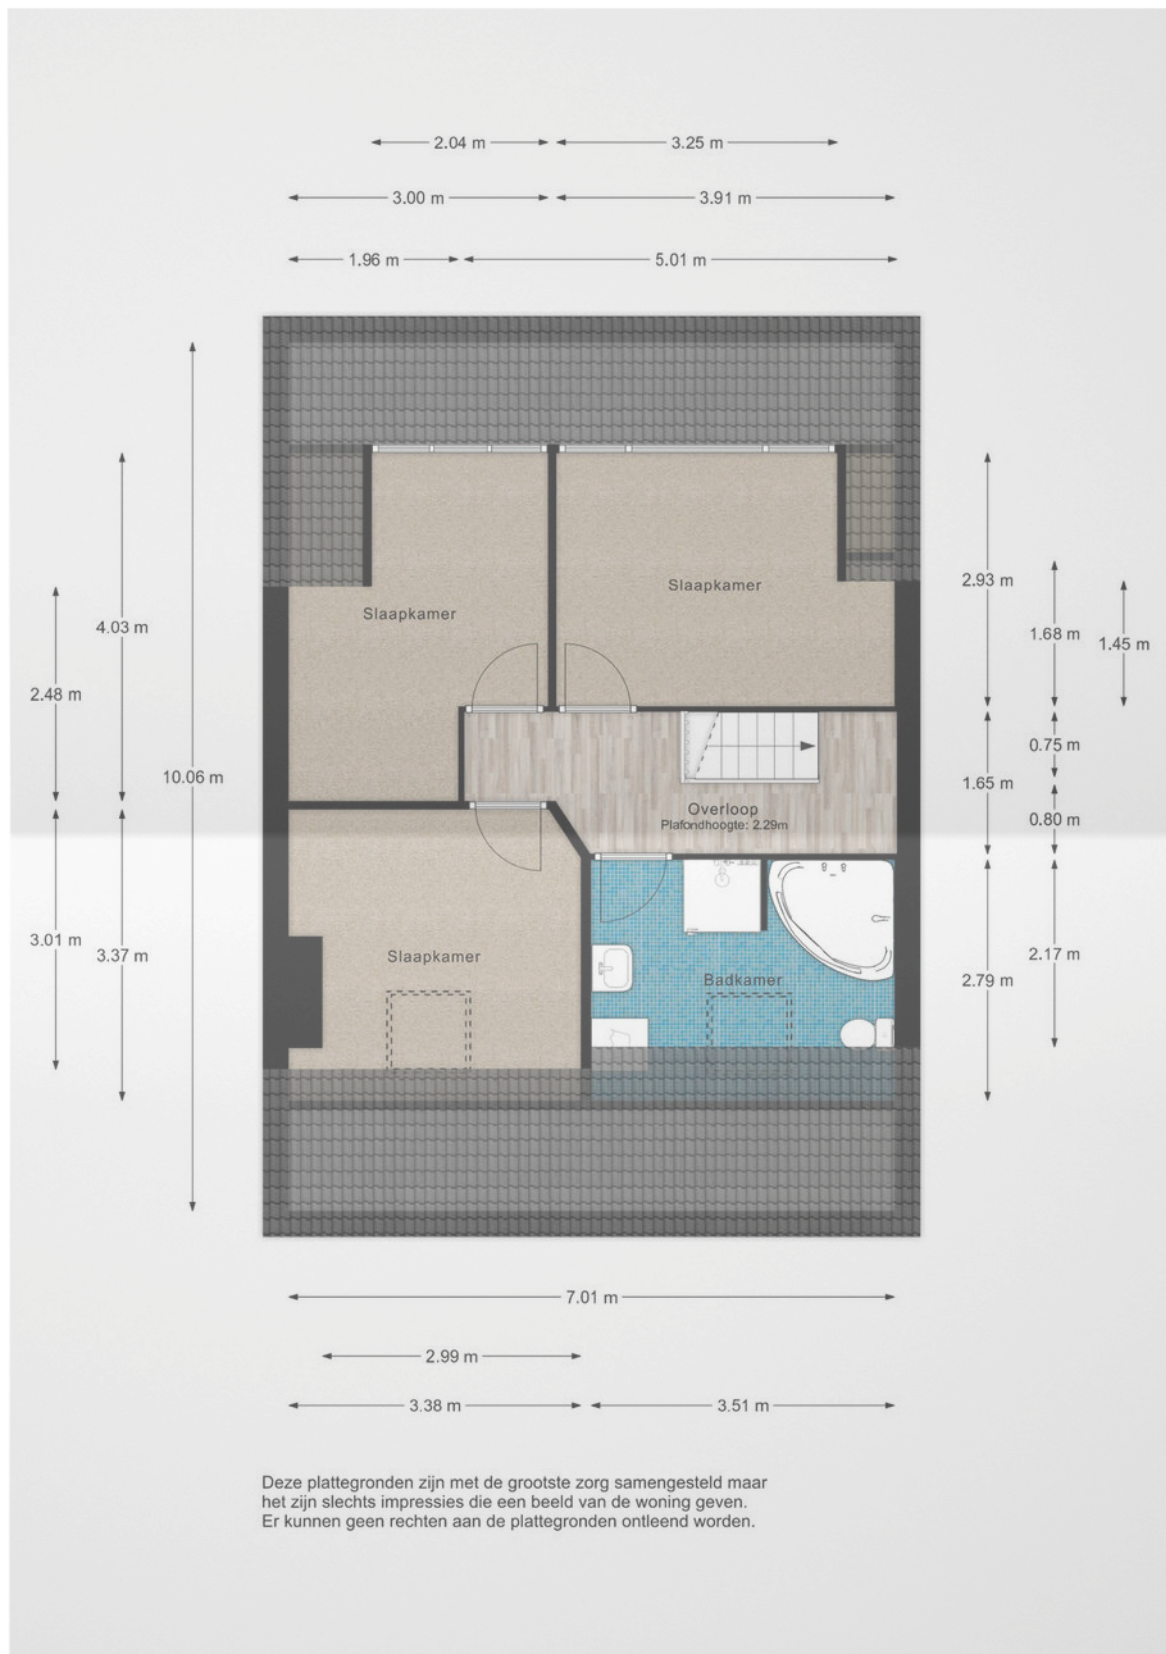 2.04 m
3.25 m
3.00 m
3.91 m
1.96 m
5.01 m
Slaapkamer
Slaapkamer
2.93 m
4.03 m
1.68 m
1.45 m
2.48 m
0.75 m
10.06 m
1.65 m
Overloop
Plafondhoogte: 2.29m
0.80 m
3.01 m
3.37 m
Slaapkamer
2.17 m
Badkamer
2.79 m
7.01 m
2.99 m
3.38 m
3.51 m
Deze plattegronden zijn met de grootste zorg samengesteld maar
het zijn slechts impressies die een beeld van de woning geven.
Er kunnen geen rechten aan de plattegronden ontleend worden.